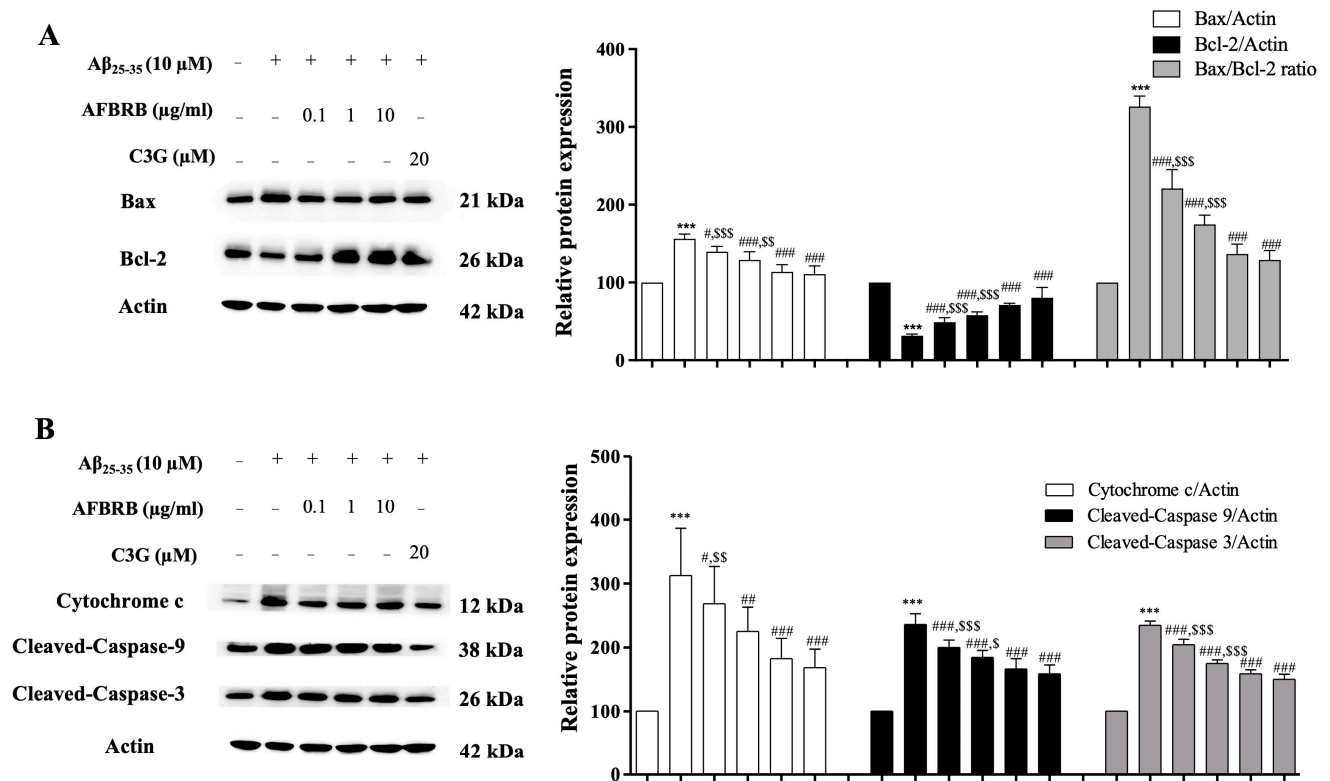 A
Aβ25-35 (10 μM) – + + + + +
AFBRB (μg/ml) – – 0.1 1 10 –
C3G (μM) – – – – – 20
Bax 21 kDa
Bcl-2 26 kDa
Actin 42 kDa
Bax/Actin
Bcl-2/Actin
Bax/Bcl-2 ratio
Relative protein expression
400
300
200
100
0
*** #,$$$ ###,$$ ### ###
*** ###,$$$ ###,$$$ ### ###
*** ###,$$$ ###,$$$ ### ###
B
Aβ25-35 (10 μM) – + + + + +
AFBRB (μg/ml) – – 0.1 1 10 –
C3G (μM) – – – – – 20
Cytochrome c 12 kDa
Cleaved-Caspase-9 38 kDa
Cleaved-Caspase-3 26 kDa
Actin 42 kDa
Cytochrome c/Actin
Cleaved-Caspase 9/Actin
Cleaved-Caspase 3/Actin
Relative protein expression
500
400
300
200
100
0
*** #,$$ ## ### ###
*** ###,$$$ ###,$ ### ###
*** ###,$$$ ###,$$$ ### ###